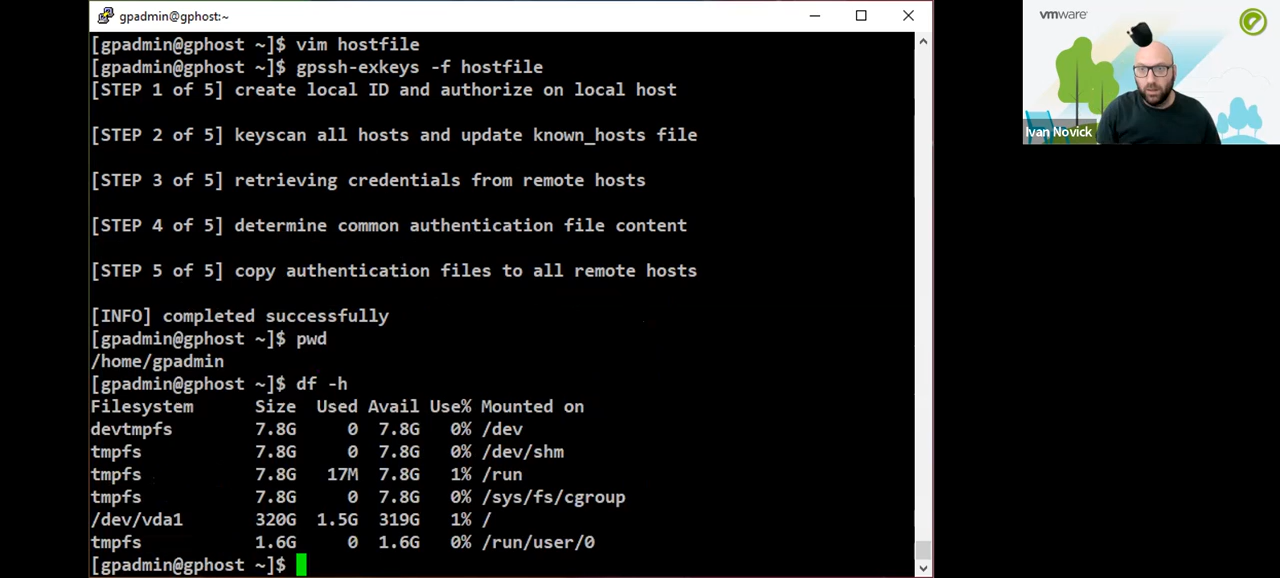 gpadmin@gphost:~
[gpadmin@gphost ~]$ vim hostfile
[gpadmin@gphost ~]$ gpssh-exkeys -f hostfile
[STEP 1 of 5] create local ID and authorize on local host
[STEP 2 of 5] keyscan all hosts and update known_hosts file
[STEP 3 of 5] retrieving credentials from remote hosts
[STEP 4 of 5] determine common authentication file content
[STEP 5 of 5] copy authentication files to all remote hosts
[INFO] completed successfully
[gpadmin@gphost ~]$ pwd
/home/gpadmin
[gpadmin@gphost ~]$ df -h
Filesystem      Size  Used Avail Use% Mounted on
devtmpfs        7.8G     0  7.8G   0% /dev
tmpfs           7.8G     0  7.8G   0% /dev/shm
tmpfs           7.8G   17M  7.8G   1% /run
tmpfs           7.8G     0  7.8G   0% /sys/fs/cgroup
/dev/vda1       320G  1.5G  319G   1% /
tmpfs           1.6G     0  1.6G   0% /run/user/0
[gpadmin@gphost ~]$
vmware
Ivan Novick